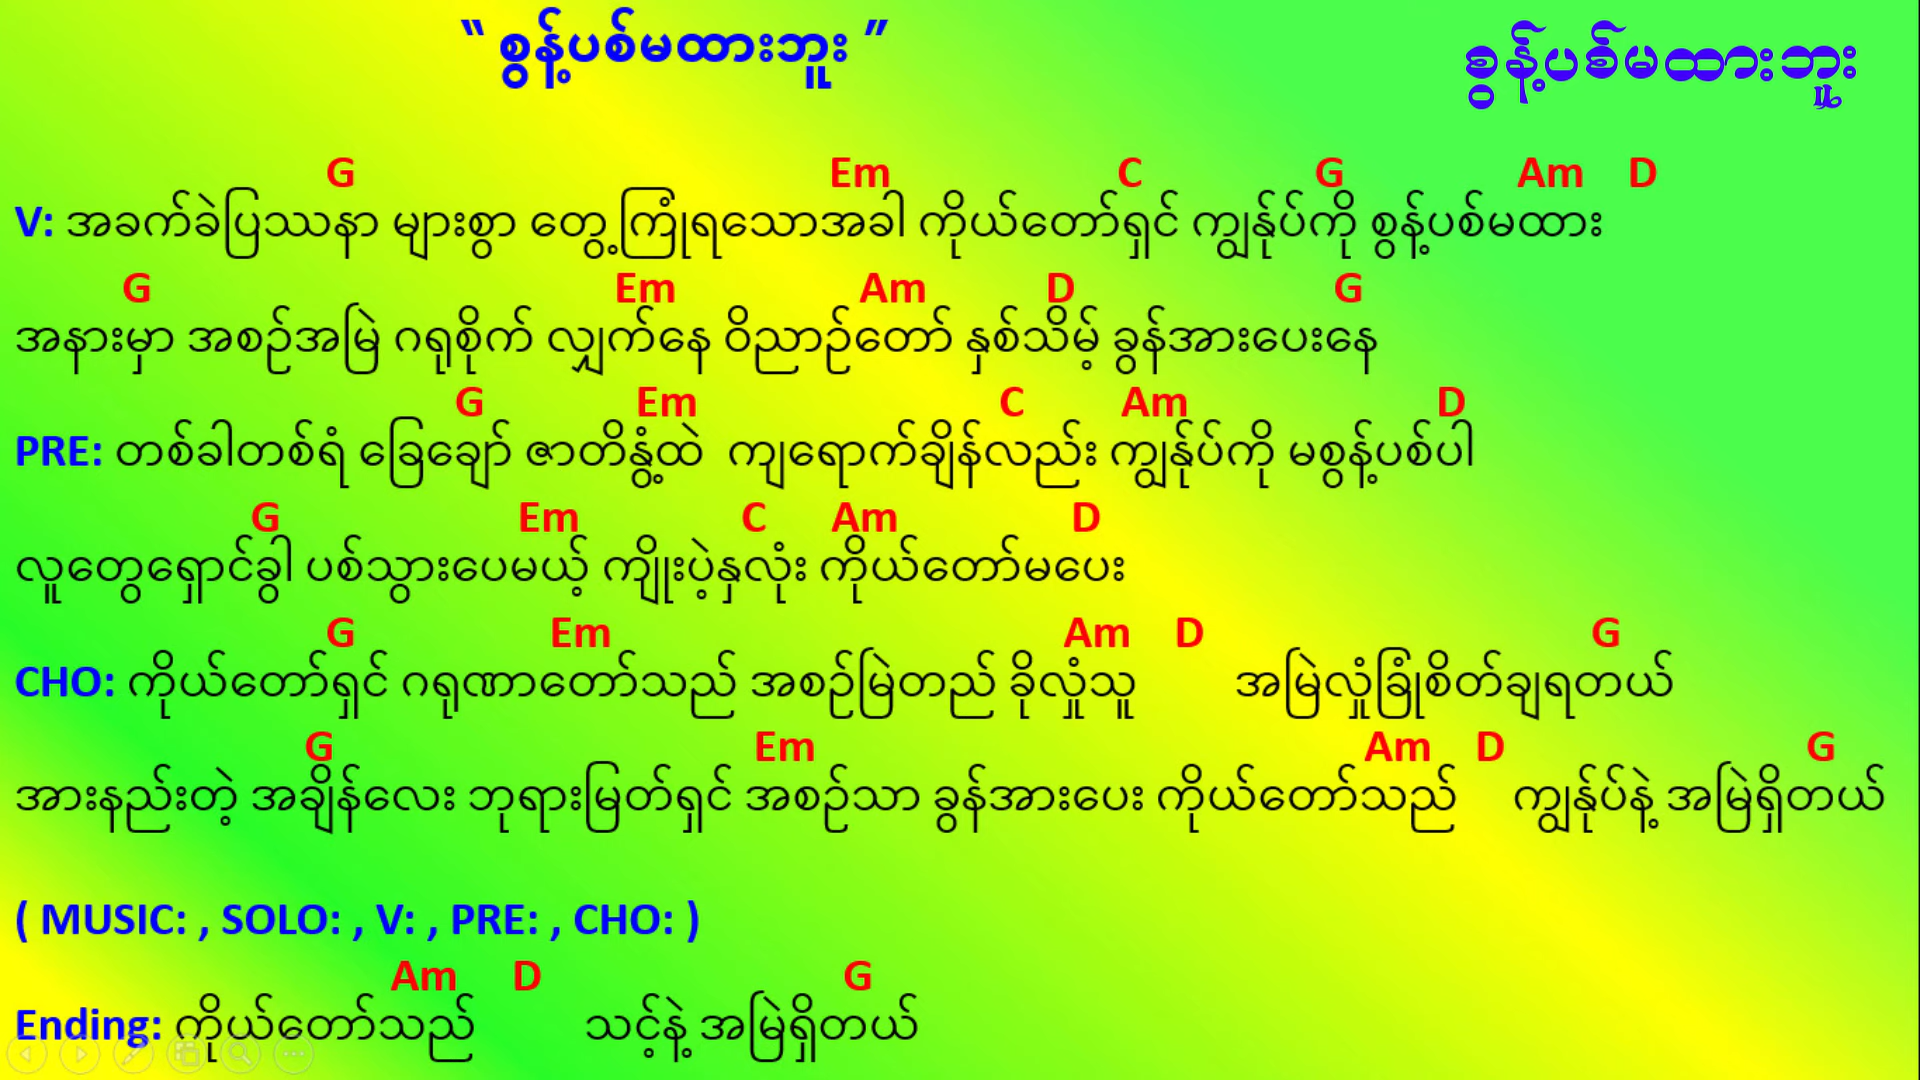 “ စွန့်ပစ်မထားဘူး ”
စွန့်ပစ်မထားဘူး
G Em C G Am D
V: အခက်ခဲပြဿနာ များစွာ တွေ့ကြုံရသောအခါ ကိုယ်တော်ရှင် ကျွန်ုပ်ကို စွန့်ပစ်မထား
G Em Am D G
အနားမှာ အစဉ်အမြဲ ဂရုစိုက် လျှက်နေ ဝိညာဉ်တော် နှစ်သိမ့် ခွန်အားပေးနေ
G Em C Am D
PRE: တစ်ခါတစ်ရံ ခြေချော် ဇာတိနွံ့ထဲ ကျရောက်ချိန်လည်း ကျွန်ုပ်ကို မစွန့်ပစ်ပါ
G Em C Am D
လူတွေရှောင်ခွါ ပစ်သွားပေမယ့် ကျိုးပဲ့နှလုံး ကိုယ်တော်မပေး
G Em Am D G
CHO: ကိုယ်တော်ရှင် ဂရုဏာတော်သည် အစဉ်မြဲတည် ခိုလှုံသူ အမြဲလှုံခြုံစိတ်ချရတယ်
G Em Am D G
အားနည်းတဲ့ အချိန်လေး ဘုရားမြတ်ရှင် အစဉ်သာ ခွန်အားပေး ကိုယ်တော်သည် ကျွန်ုပ်နဲ့ အမြဲရှိတယ်
( MUSIC: , SOLO: , V: , PRE: , CHO: )
Am D G
Ending: ကိုယ်တော်သည် သင့်နဲ့ အမြဲရှိတယ်